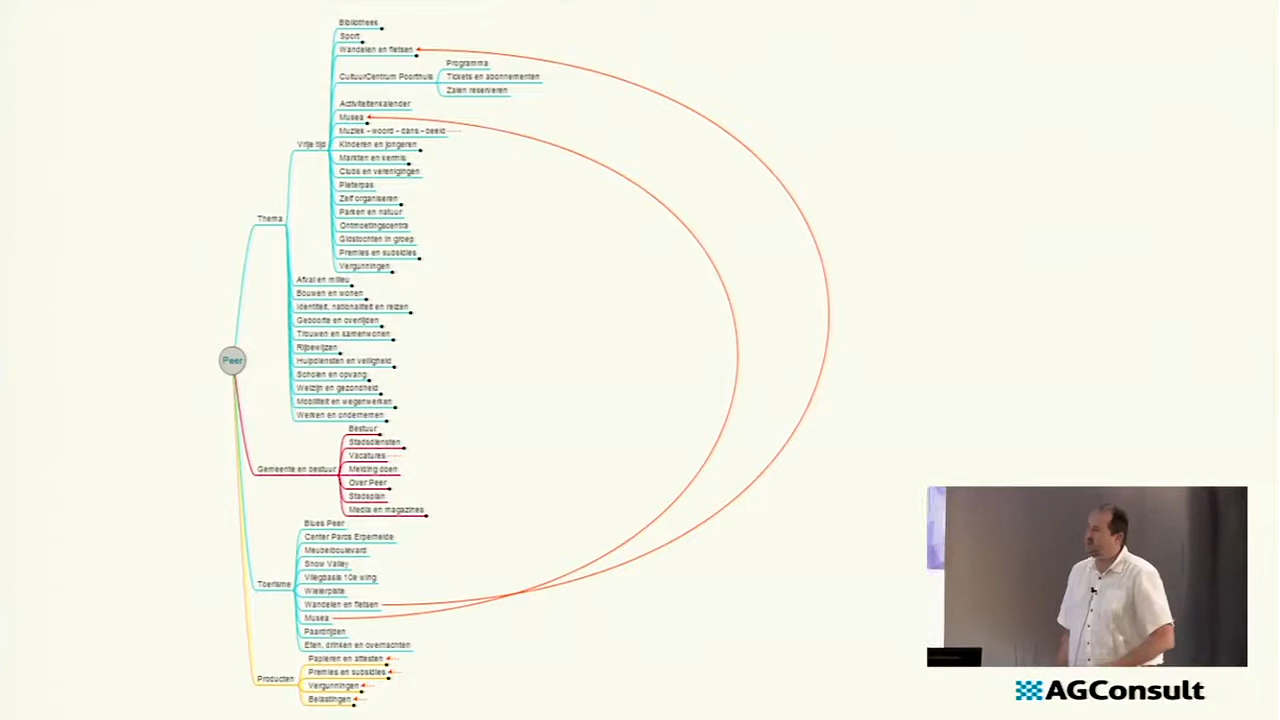 Bibliotheek
Sport
Wandelen en fietsen
CultuurCentrum Poorthuis
Programma
Tickets en abonnementen
Zalen reserveren
Activiteitenkalender
Musea
Muziek - woord - dans - beeld
Vrije tijd
Kinderen en jongeren
Markten en kermis
Clubs en verenigingen
Pieterpas
Zelf organiseren
Parken en natuur
Thema
Ontmoetingscentra
Gidstochten in groep
Premies en subsidies
Vergunningen
Afval en milieu
Bouwen en wonen
Identiteit, nationaliteit en reizen
Geboorte en overlijden
Trouwen en samenwonen
Rijbewijzen
Peer
Hulpdiensten en veiligheid
Scholen en opvang
Welzijn en gezondheid
Mobiliteit en wegenwerken
Werken en ondernemen
Bestuur
Stadsdiensten
Vacatures
Gemeente en bestuur
Melding doen
Over Peer
Stadsplan
Media en magazines
Blues Peer
Center Parcs Erperheide
Meubelboulevard
Snow Valley
Vliegbasis 10e wing
Toerisme
Wielerpiste
Wandelen en fietsen
Musea
Paardrijden
Eten, drinken en overnachten
Papieren en attesten
Premies en subsidies
Producten
Vergunningen
Belastingen
AGConsult